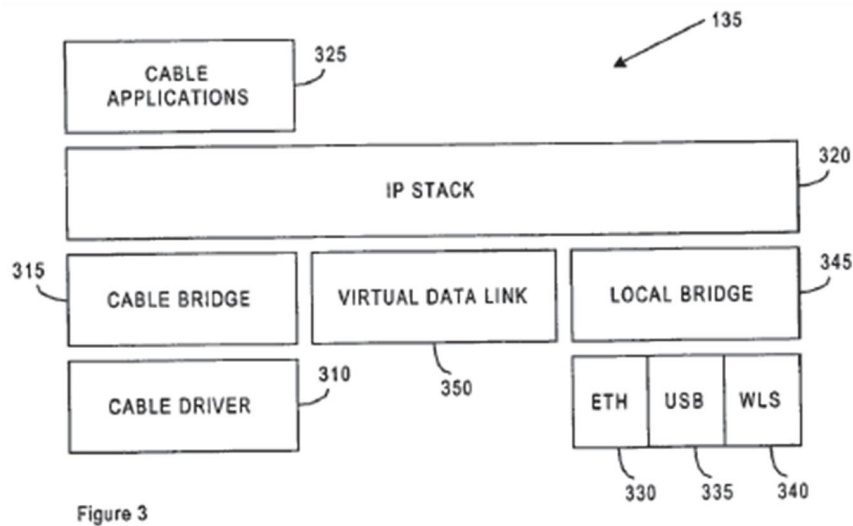 135
CABLE
APPLICATIONS
325
IP STACK
320
315
CABLE BRIDGE
VIRTUAL DATA LINK
LOCAL BRIDGE
345
CABLE DRIVER
310
350
ETH
USB
WLS
330
335
340
Figure 3